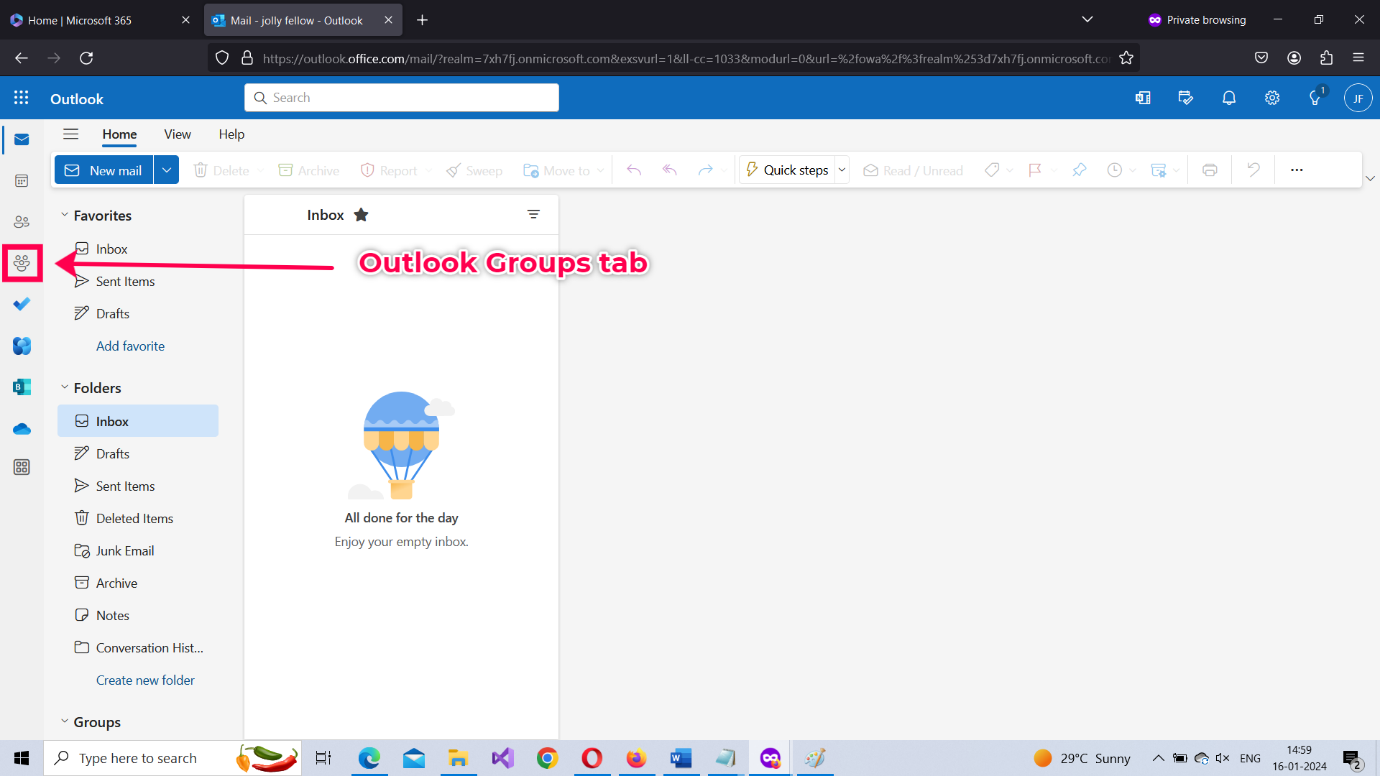 Home | Microsoft 365
Mail - jolly fellow - Outlook
Private browsing
https://outlook.office.com/mail/?realm=7xh7fj.onmicrosoft.com&exsvurl=1&ll-cc=1033&modurl=0&url=%2fowa%2f%3frealm%253d7xh7fj.onmicrosoft.co
Outlook
Search
1
JF
Home
View
Help
New mail
Delete
Archive
Report
Sweep
Move to
Quick steps
Read / Unread
Favorites
Inbox
Sent Items
Drafts
Add favorite
Folders
Inbox
Drafts
Sent Items
Deleted Items
Junk Email
Archive
Notes
Conversation Hist...
Create new folder
Groups
Inbox
Outlook Groups tab
All done for the day
Enjoy your empty inbox.
B
Type here to search
29°C Sunny
ENG
14:59
16-01-2024
2